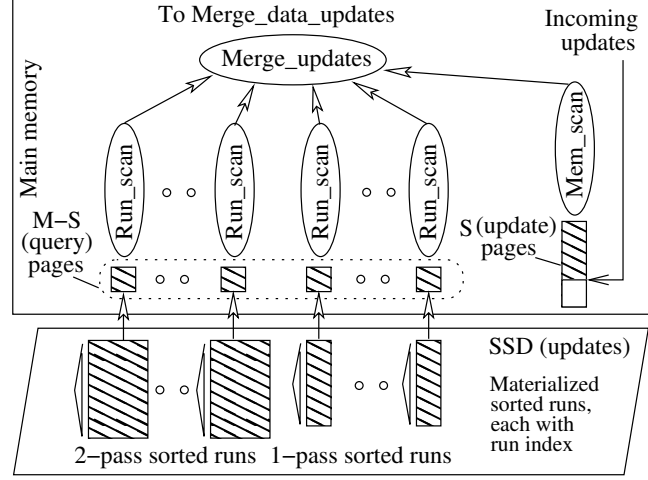 To Merge_data_updates
Incoming
updates
Merge_updates
Main memory
Run_scan
Run_scan
Run_scan
Run_scan
Mem_scan
M−S
(query)
pages
S (update)
pages
SSD (updates)
Materialized
sorted runs,
each with
run index
2−pass sorted runs
1−pass sorted runs